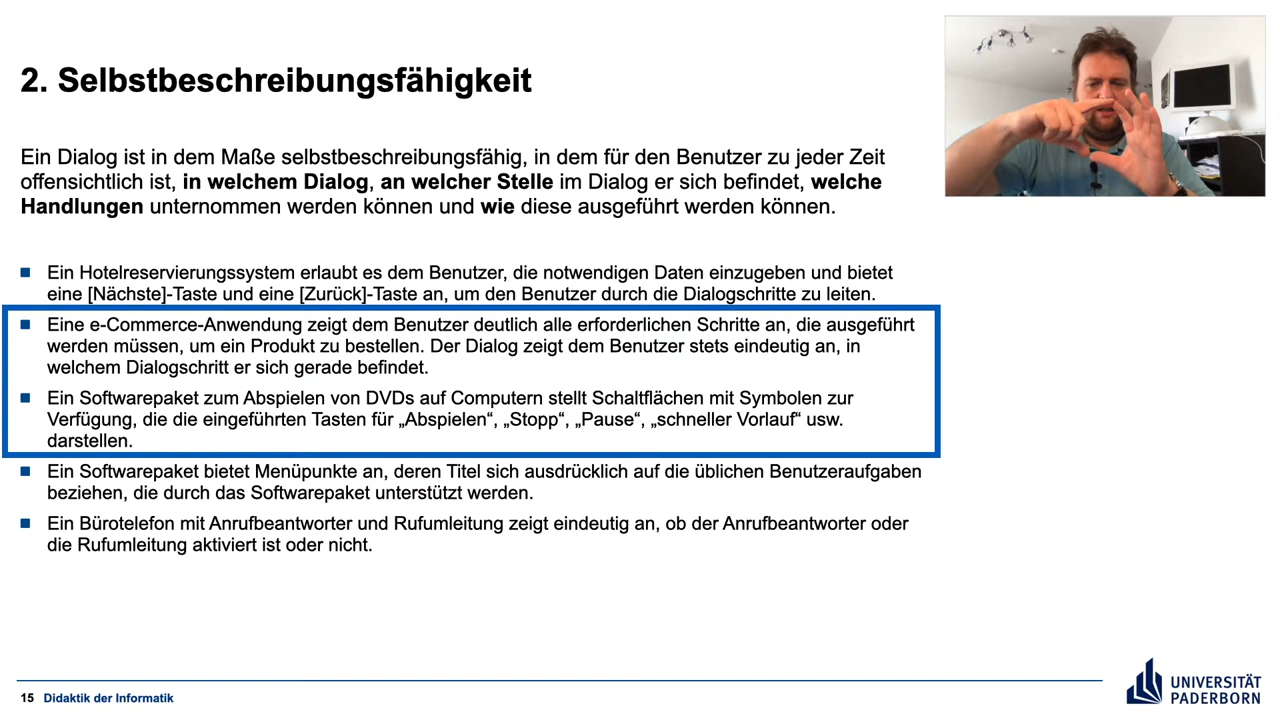 2. Selbstbeschreibungsfähigkeit
Ein Dialog ist in dem Maße selbstbeschreibungsfähig, in dem für den Benutzer zu jeder Zeit
offensichtlich ist, in welchem Dialog, an welcher Stelle im Dialog er sich befindet, welche
Handlungen unternommen werden können und wie diese ausgeführt werden können.
Ein Hotelreservierungssystem erlaubt es dem Benutzer, die notwendigen Daten einzugeben und bietet
eine [Nächste]-Taste und eine [Zurück]-Taste an, um den Benutzer durch die Dialogschritte zu leiten.
Eine e-Commerce-Anwendung zeigt dem Benutzer deutlich alle erforderlichen Schritte an, die ausgeführt
werden müssen, um ein Produkt zu bestellen. Der Dialog zeigt dem Benutzer stets eindeutig an, in
welchem Dialogschritt er sich gerade befindet.
Ein Softwarepaket zum Abspielen von DVDs auf Computern stellt Schaltflächen mit Symbolen zur
Verfügung, die die eingeführten Tasten für „Abspielen“, „Stopp“, „Pause“, „schneller Vorlauf“ usw.
darstellen.
Ein Softwarepaket bietet Menüpunkte an, deren Titel sich ausdrücklich auf die üblichen Benutzeraufgaben
beziehen, die durch das Softwarepaket unterstützt werden.
Ein Bürotelefon mit Anrufbeantworter und Rufumleitung zeigt eindeutig an, ob der Anrufbeantworter oder
die Rufumleitung aktiviert ist oder nicht.
15 Didaktik der Informatik
UNIVERSITÄT
PADERBORN